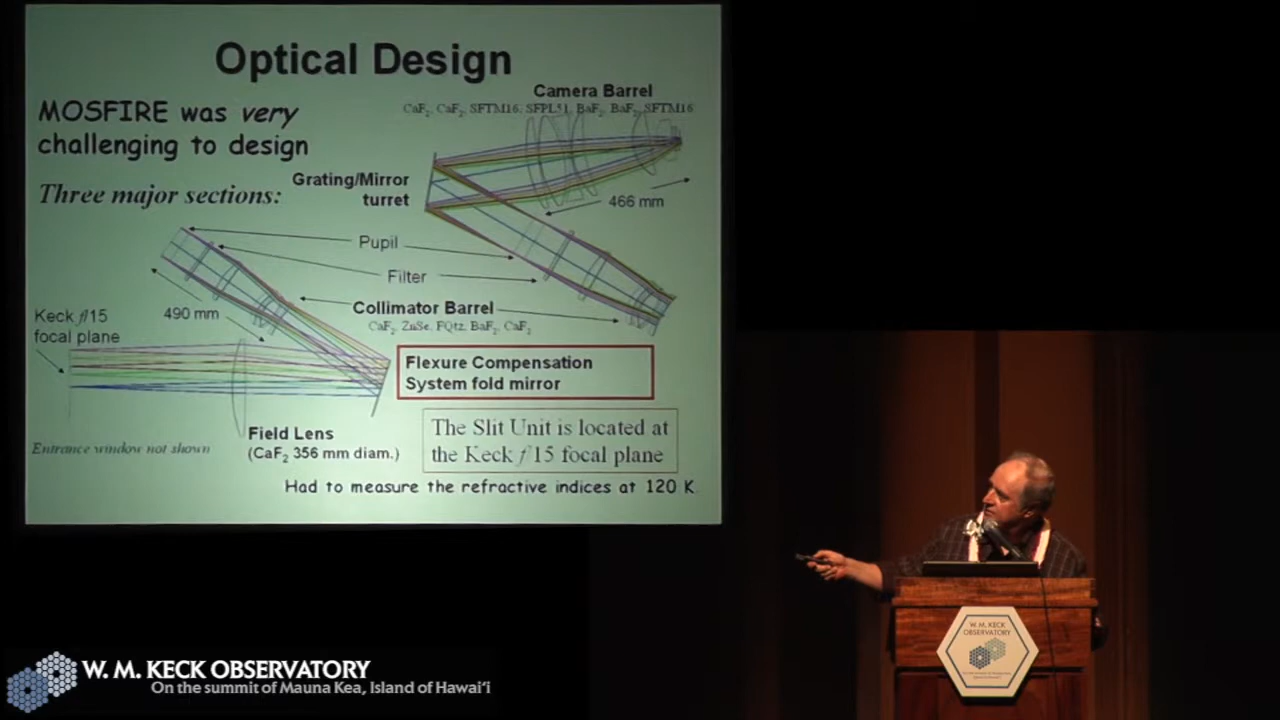 Optical Design
MOSFIRE was very
challenging to design
Three major sections:
Camera Barrel
CaF₂, CaF₂, SFTM16, SFPL51, BaF₂, BaF₂, SFTM16
Grating/Mirror
turret
466 mm
Pupil
Filter
Collimator Barrel
CaF₂, ZnSe, FQtz, BaF₂, CaF₂
490 mm
Keck f/15
focal plane
Flexure Compensation
System fold mirror
Field Lens
(CaF₂ 356 mm diam.)
Entrance window not shown
The Slit Unit is located at
the Keck f/15 focal plane
Had to measure the refractive indices at 120 K
W. M. KECK
OBSERVATORY
W. M. KECK OBSERVATORY
On the summit of Mauna Kea, Island of Hawai‘i